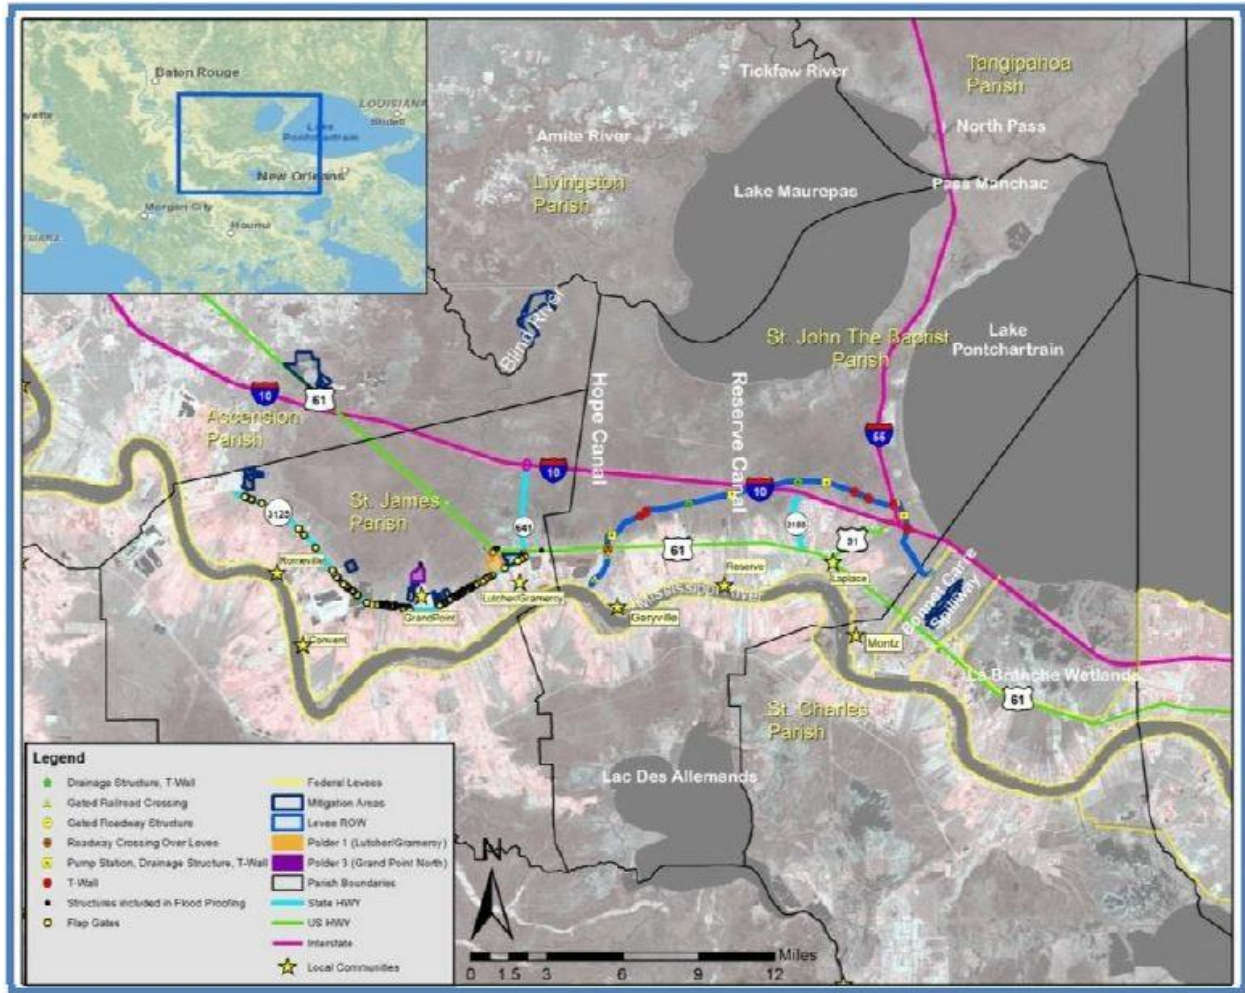 Baton Rouge
LOUISIANA
Slidell
Lake
Pontchartrain
New Orleans
Morgan City
Houma
Tickfaw River
Tangipahoa
Parish
Amite River
North Pass
Livingston
Parish
Lake Maurepas
Pass Manchac
Blind River
St. John The Baptist
Parish
Lake
Pontchartrain
Hope Canal
Reserve Canal
10
61
Ascension
Parish
55
10
10
St. James
Parish
3125
641
3188
61
51
Romeville
Reserve
Laplace
Lutcher/Gramercy
Mississippi River
GrandPoint
Garyville
Bonnet Carre
Spillway
Convent
Montz
La Branche Wetlands
61
St. Charles
Parish
Lac Des Allemands
Legend
Drainage Structure, T-Wall
Gated Railroad Crossing
Gated Roadway Structure
Roadway Crossing Over Levee
Pump Station, Drainage Structure, T-Wall
T-Wall
Structures included in Flood Proofing
Flap Gates
Federal Levees
Mitigation Areas
Levee ROW
Polder 1 (Lutcher/Gramercy)
Polder 3 (Grand Point North)
Parish Boundaries
State HWY
US HWY
Interstate
Local Communities
N
Miles
0 1.5 3 6 9 12